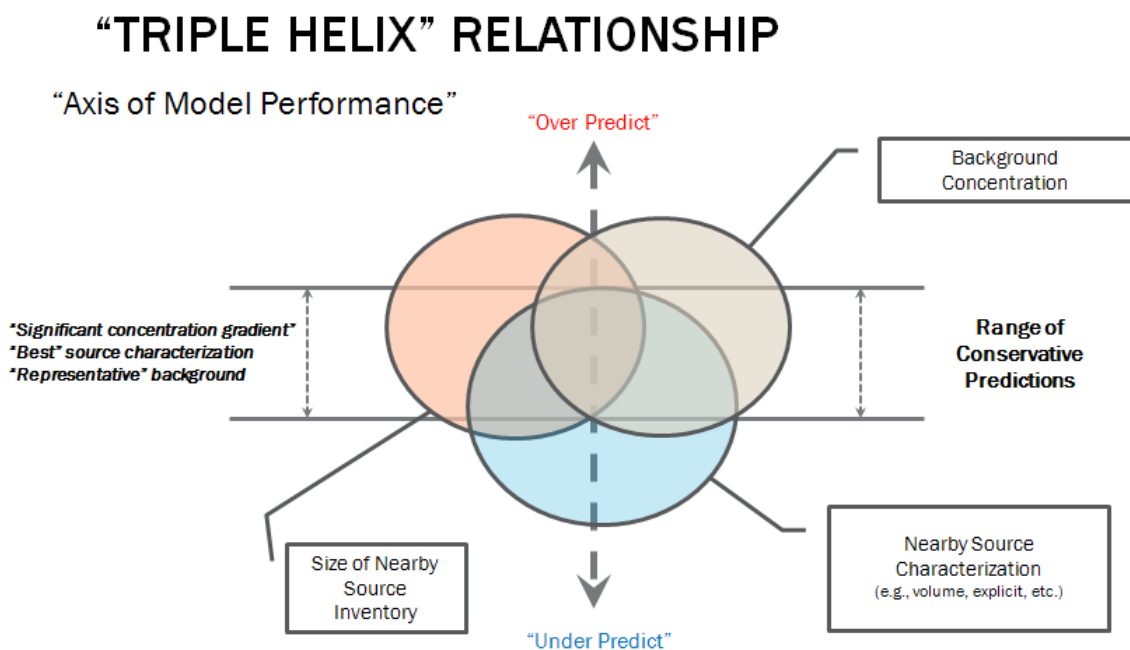 “TRIPLE HELIX” RELATIONSHIP
“Axis of Model Performance”
“Over Predict”
Background
Concentration
“Significant concentration gradient”
“Best” source characterization
“Representative” background
Range of
Conservative
Predictions
Size of Nearby
Source
Inventory
Nearby Source
Characterization
(e.g., volume, explicit, etc.)
“Under Predict”